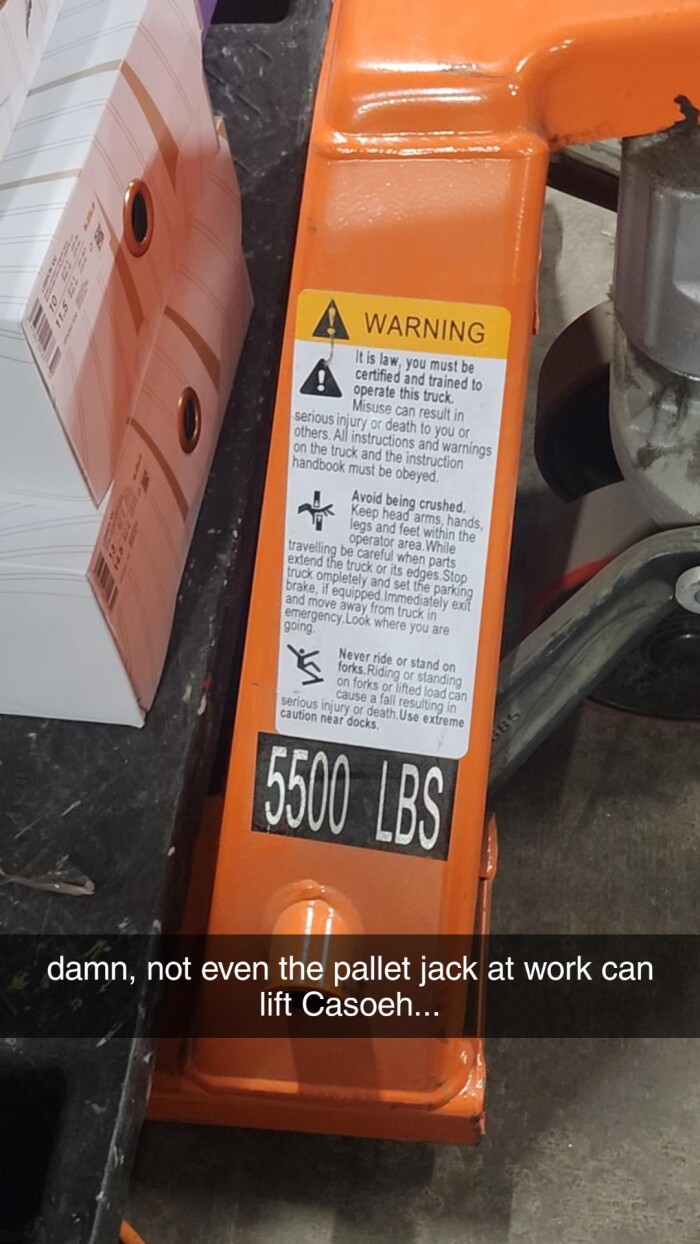 10
11.5
WARNING
It is law, you must be
certified and trained to
operate this truck.
Misuse can result in
serious injury or death to you or
others. All instructions and warnings
on the truck and the instruction
handbook must be obeyed.
Avoid being crushed.
Keep head arms, hands,
legs and feet within the
operator area.While
travelling be careful when parts
extend the truck or its edges.Stop
truck ompletely and set the parking
brake, if equipped.Immediately exit
and move away from truck in
emergency.Look where you are
going.
Never ride or stand on
forks.Riding or standing
on forks or lifted load can
cause a fall resulting in
serious injury or death.Use extreme
caution near docks.
5500 LBS
damn, not even the pallet jack at work can
lift Casoeh...